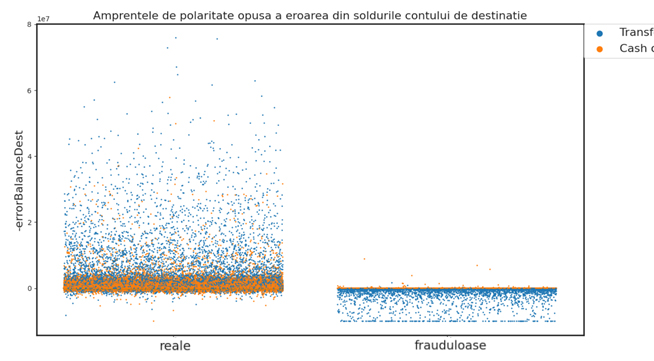 Amprentele de polaritate opusa a eroarea din soldurile contului de destinatie
1e7
8
6
4
2
0
-errorBalanceDest
reale
frauduloase
Transf
Cash